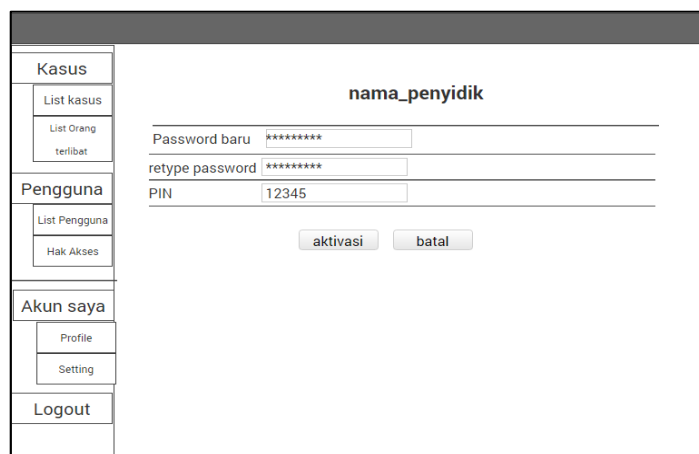 Kasus
List kasus
List Orang
terlibat
Pengguna
List Pengguna
Hak Akses
Akun saya
Profile
Setting
Logout
nama_penyidik
Password baru *********
retype password *********
PIN 12345
aktivasi batal